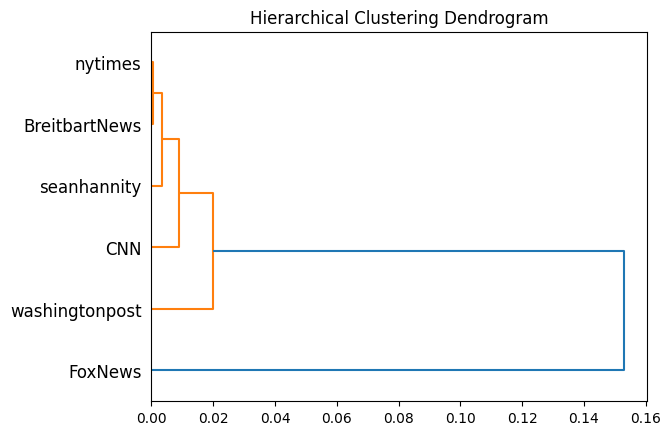 Hierarchical Clustering Dendrogram
nytimes
BreitbartNews
seanhannity
CNN
washingtonpost
FoxNews
0.00 0.02 0.04 0.06 0.08 0.10 0.12 0.14 0.16